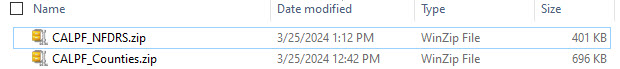 Name Date modified Type Size
CALPF_NFDRS.zip 3/25/2024 1:12 PM WinZip File 401 KB
CALPF_Counties.zip 3/25/2024 12:42 PM WinZip File 696 KB